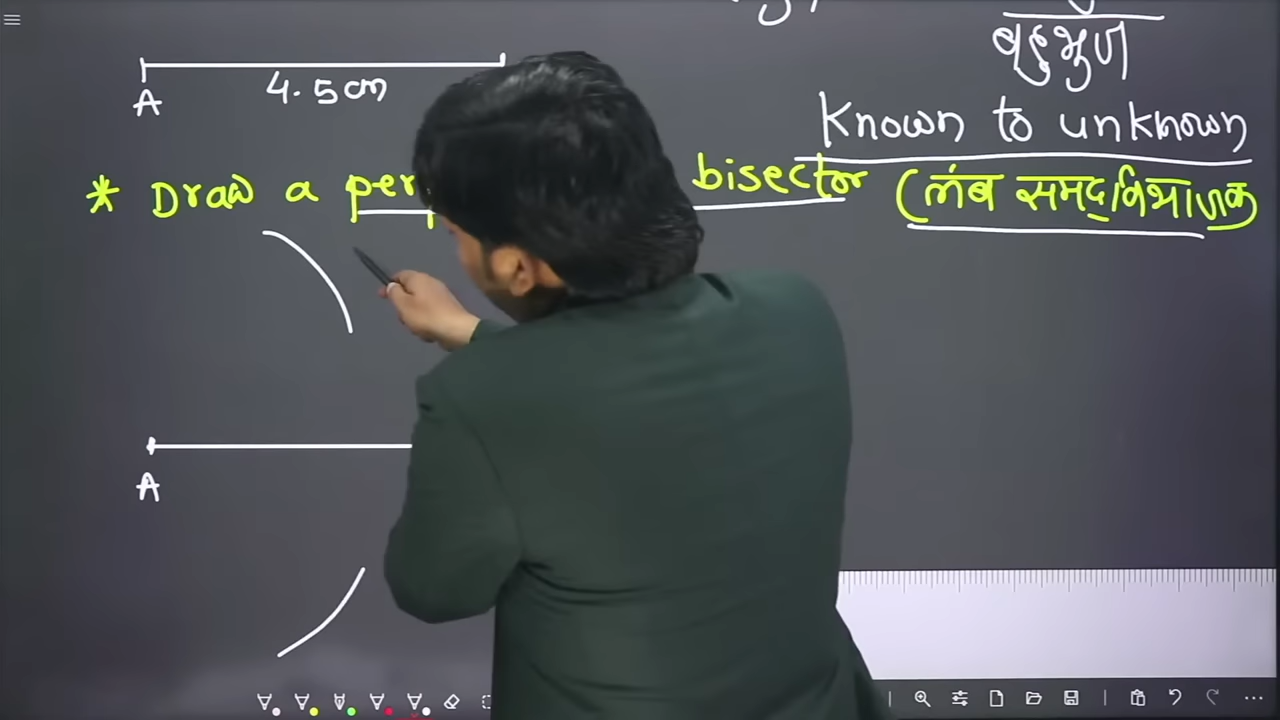 बहुभुज
A 4.5cm
Known to unknown
* Draw a per bisector (लंब समद्विभाजक
A